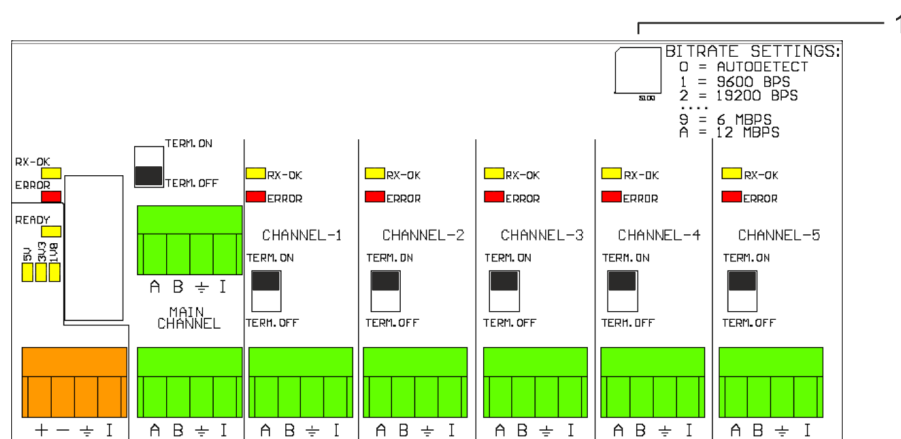 1
BITRATE SETTINGS:
0 = AUTODETECT
1 = 9600 BPS
2 = 19200 BPS
....
9 = 6 MBPS
A = 12 MBPS
TERM.ON
TERM.OFF
RX-OK
ERROR
READY
5V
3V3
1V8
A B ⏚ I
MAIN
CHANNEL
RX-OK
ERROR
CHANNEL-1
TERM.ON
TERM.OFF
RX-OK
ERROR
CHANNEL-2
TERM.ON
TERM.OFF
RX-OK
ERROR
CHANNEL-3
TERM.ON
TERM.OFF
RX-OK
ERROR
CHANNEL-4
TERM.ON
TERM.OFF
RX-OK
ERROR
CHANNEL-5
TERM.ON
TERM.OFF
+ - ⏚ I
A B ⏚ I
A B ⏚ I
A B ⏚ I
A B ⏚ I
A B ⏚ I
A B ⏚ I